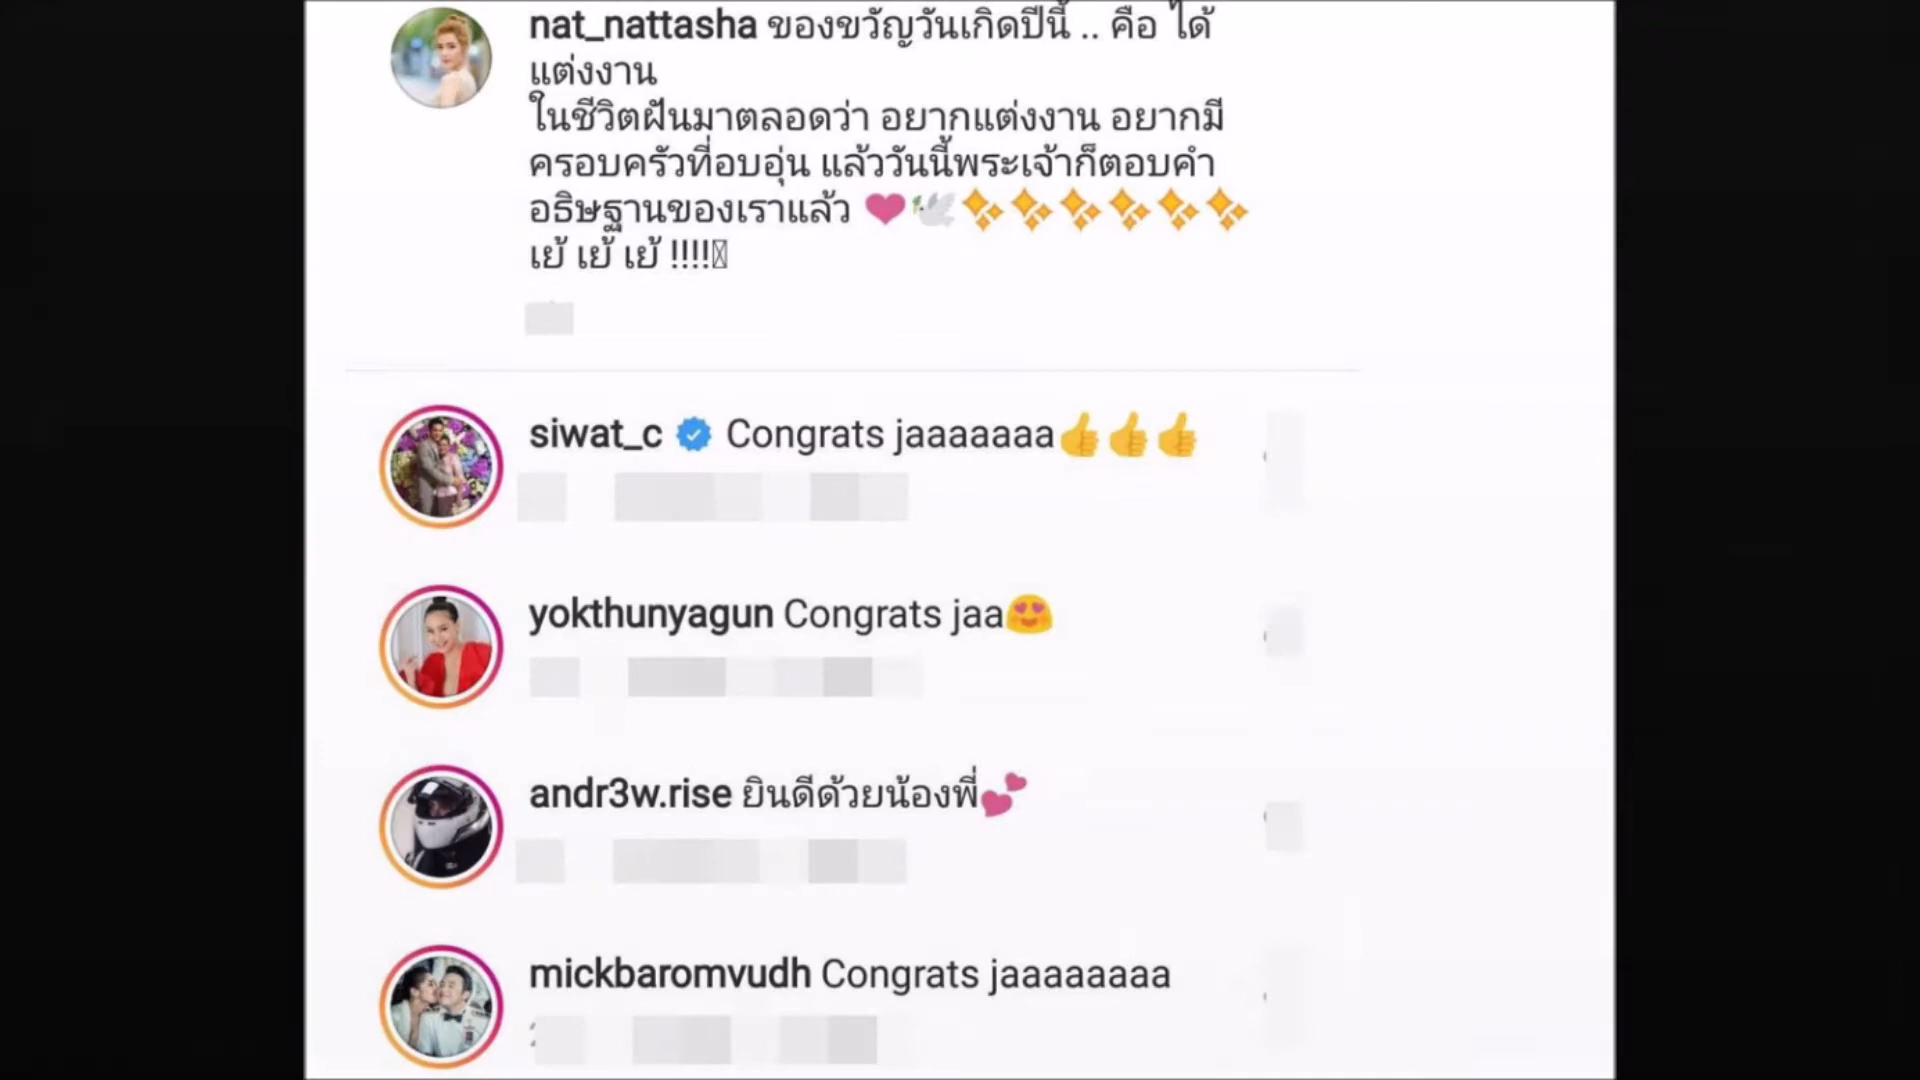 nat_nattasha ของขวัญวันเกิดปีนี้ .. คือ ได้
แต่งงาน
ในชีวิตฝันมาตลอดว่า อยากแต่งงาน อยากมี
ครอบครัวที่อบอุ่น แล้ววันนี้พระเจ้าก็ตอบคำ
อธิษฐานของเราแล้ว ❤️🕊️✨✨✨✨✨✨
เย้ เย้ เย้ !!!!
siwat_c Congrats jaaaaaaa👍👍👍
yokthunyagun Congrats jaa😍
andr3w.rise ยินดีด้วยน้องพี่💕
mickbaromvudh Congrats jaaaaaaaa